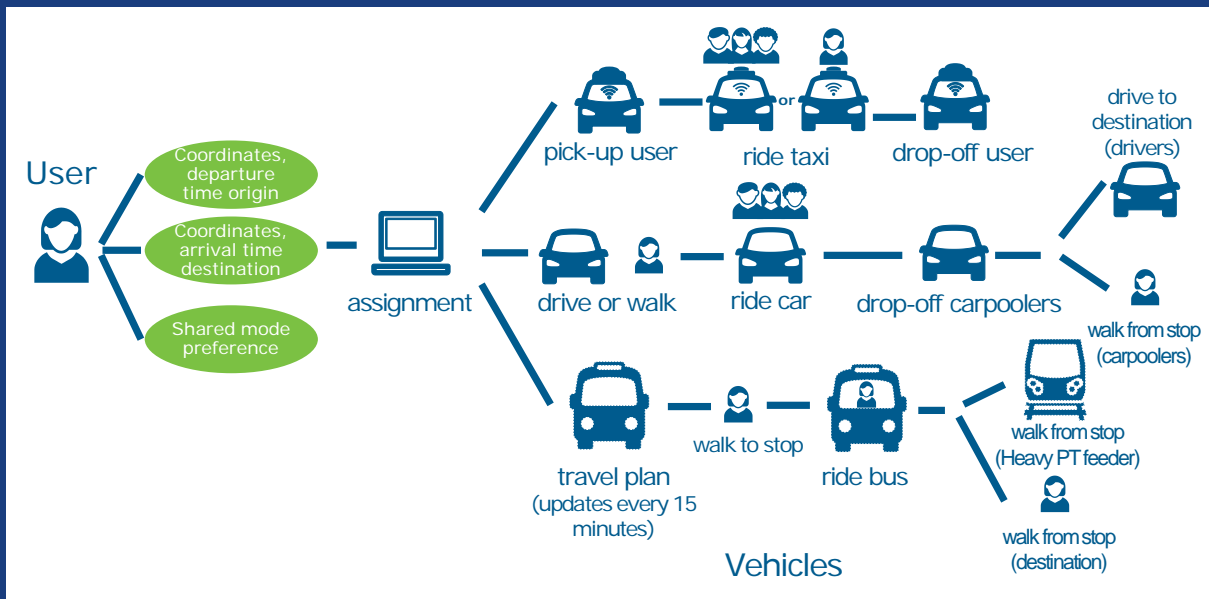 User
Coordinates,
departure
time origin
Coordinates,
arrival time
destination
Shared mode
preference
assignment
pick-up user
or
ride taxi
drop-off user
drive or walk
ride car
drop-off carpoolers
drive to
destination
(drivers)
walk from stop
(carpoolers)
travel plan
(updates every 15
minutes)
walk to stop
ride bus
walk from stop
(Heavy PT feeder)
walk from stop
(destination)
Vehicles